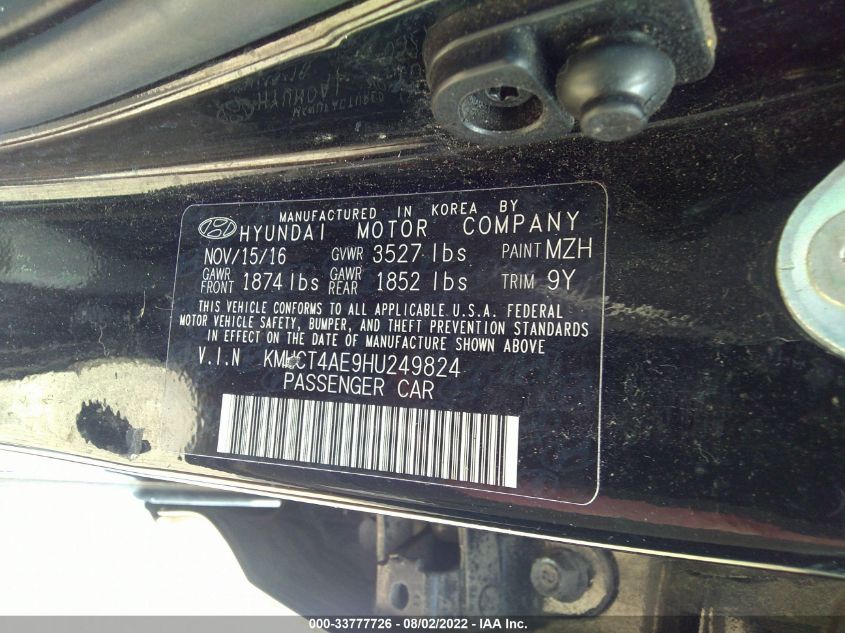 MANUFACTURED IN KOREA BY
HYUNDAI MOTOR COMPANY
NOV/15/16 GVWR 3527 lbs PAINT MZH
GAWR FRONT 1874 lbs GAWR REAR 1852 lbs TRIM 9Y
THIS VEHICLE CONFORMS TO ALL APPLICABLE U.S.A. FEDERAL
MOTOR VEHICLE SAFETY, BUMPER, AND THEFT PREVENTION STANDARDS
IN EFFECT ON THE DATE OF MANUFACTURE SHOWN ABOVE
V.I.N KMHCT4AE9HU249824
PASSENGER CAR
000-33777726 - 08/02/2022 - IAA Inc.